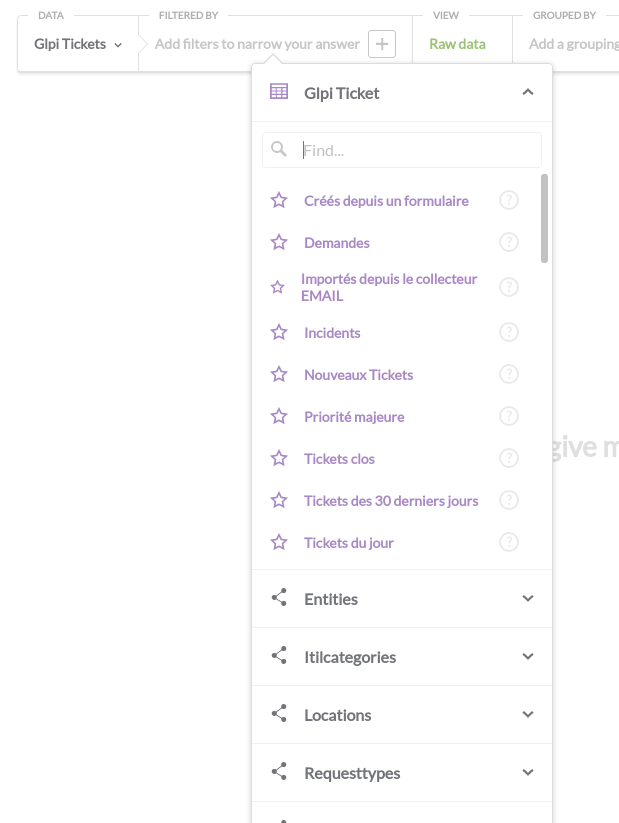 DATA FILTERED BY VIEW GROUPED BY
Glpi Tickets Add filters to narrow your answer Raw data Add a grouping
Glpi Ticket
Find...
Créés depuis un formulaire ?
Demandes ?
Importés depuis le collecteur
EMAIL ?
Incidents ?
Nouveaux Tickets ?
Priorité majeure ?
Tickets clos ?
give m
Tickets des 30 derniers jours ?
Tickets du jour ?
Entities
Itilcategories
Locations
Requesttypes